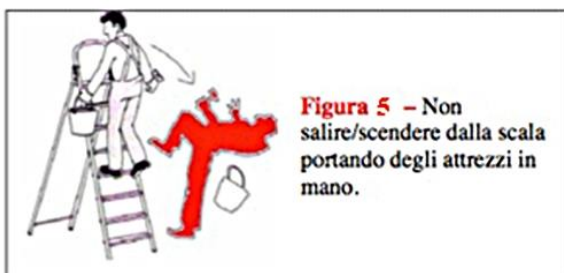 Figura 5 – Non
salire/scendere dalla scala
portando degli attrezzi in
mano.